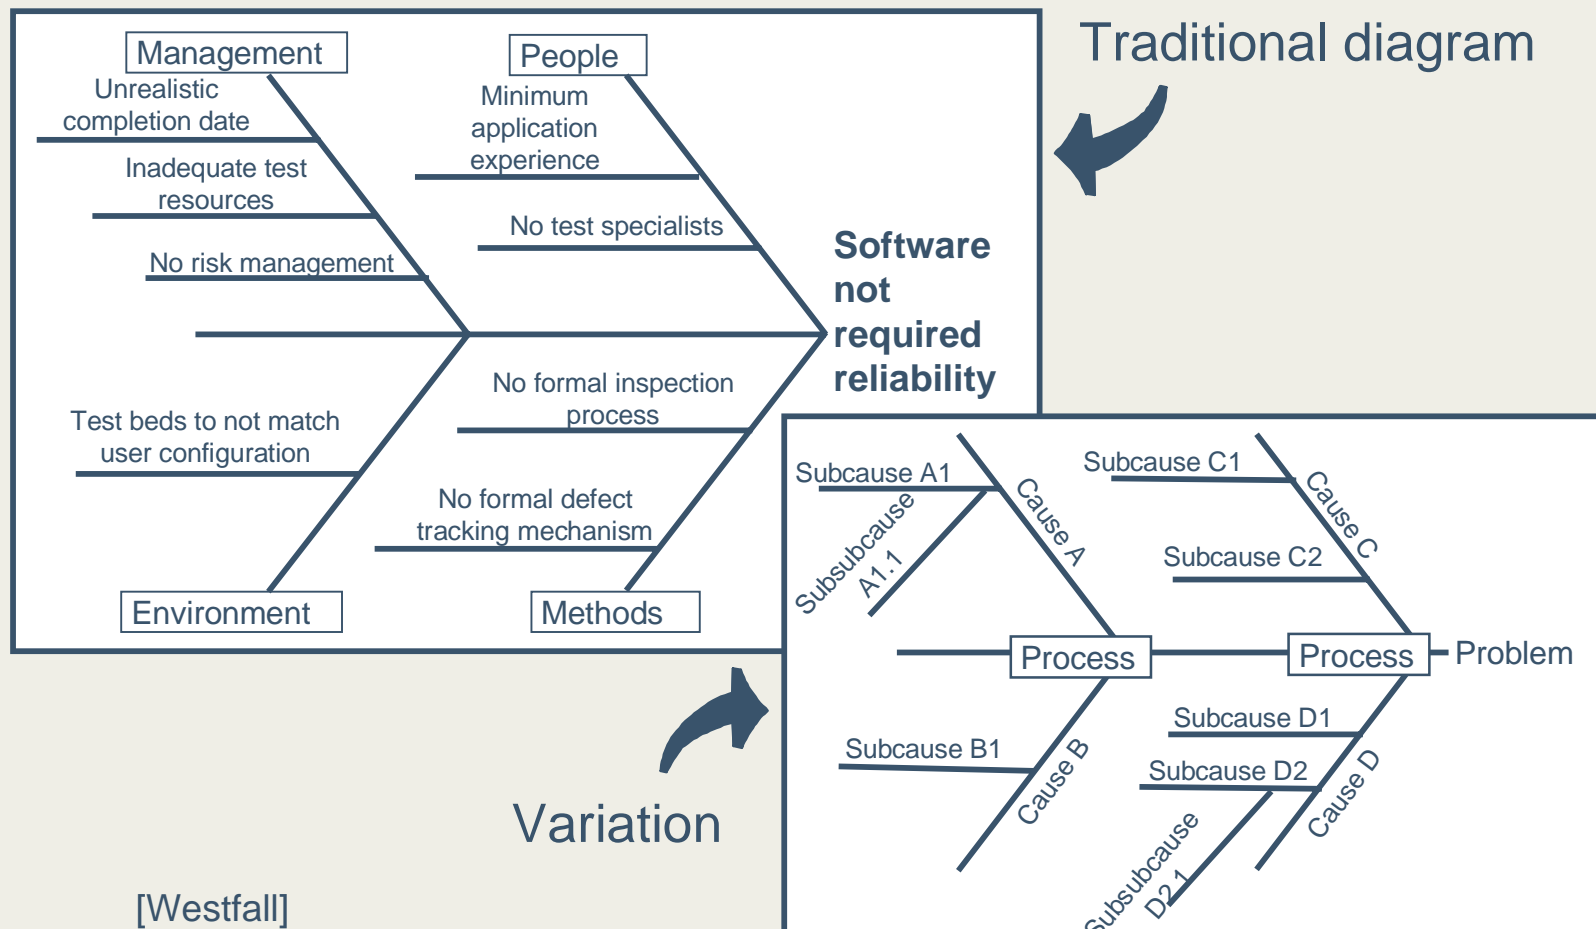 Traditional diagram
Management
People
Unrealistic
completion date
Inadequate test
resources
No risk management
Minimum
application
experience
No test specialists
Software
not
required
reliability
Test beds to not match
user configuration
No formal inspection
process
No formal defect
tracking mechanism
Environment
Methods
Variation
Subcause A1
Subsubcause
A1.1
Cause A
Subcause C1
Cause C
Subcause C2
Process
Process
Problem
Subcause B1
Cause B
Subcause D1
Subcause D2
Cause D
Subsubcause
D2.1
[Westfall]